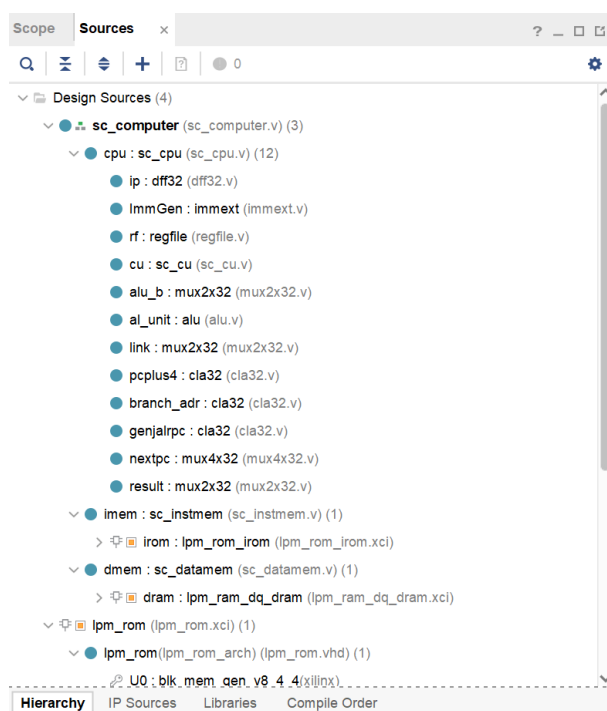 Scope Sources × ? _
? 0
Design Sources (4)
sc_computer (sc_computer.v) (3)
cpu : sc_cpu (sc_cpu.v) (12)
ip : dff32 (dff32.v)
ImmGen : immext (immext.v)
rf : regfile (regfile.v)
cu : sc_cu (sc_cu.v)
alu_b : mux2x32 (mux2x32.v)
al_unit : alu (alu.v)
link : mux2x32 (mux2x32.v)
pcplus4 : cla32 (cla32.v)
branch_adr : cla32 (cla32.v)
genjalrpc : cla32 (cla32.v)
nextpc : mux4x32 (mux4x32.v)
result : mux2x32 (mux2x32.v)
imem : sc_instmem (sc_instmem.v) (1)
irom : lpm_rom_irom (lpm_rom_irom.xci)
dmem : sc_datamem (sc_datamem.v) (1)
dram : lpm_ram_dq_dram (lpm_ram_dq_dram.xci)
lpm_rom (lpm_rom.xci) (1)
lpm_rom(lpm_rom_arch) (lpm_rom.vhd) (1)
U0 : blk_mem_gen_v8_4_4(xilinx)
Hierarchy IP Sources Libraries Compile Order